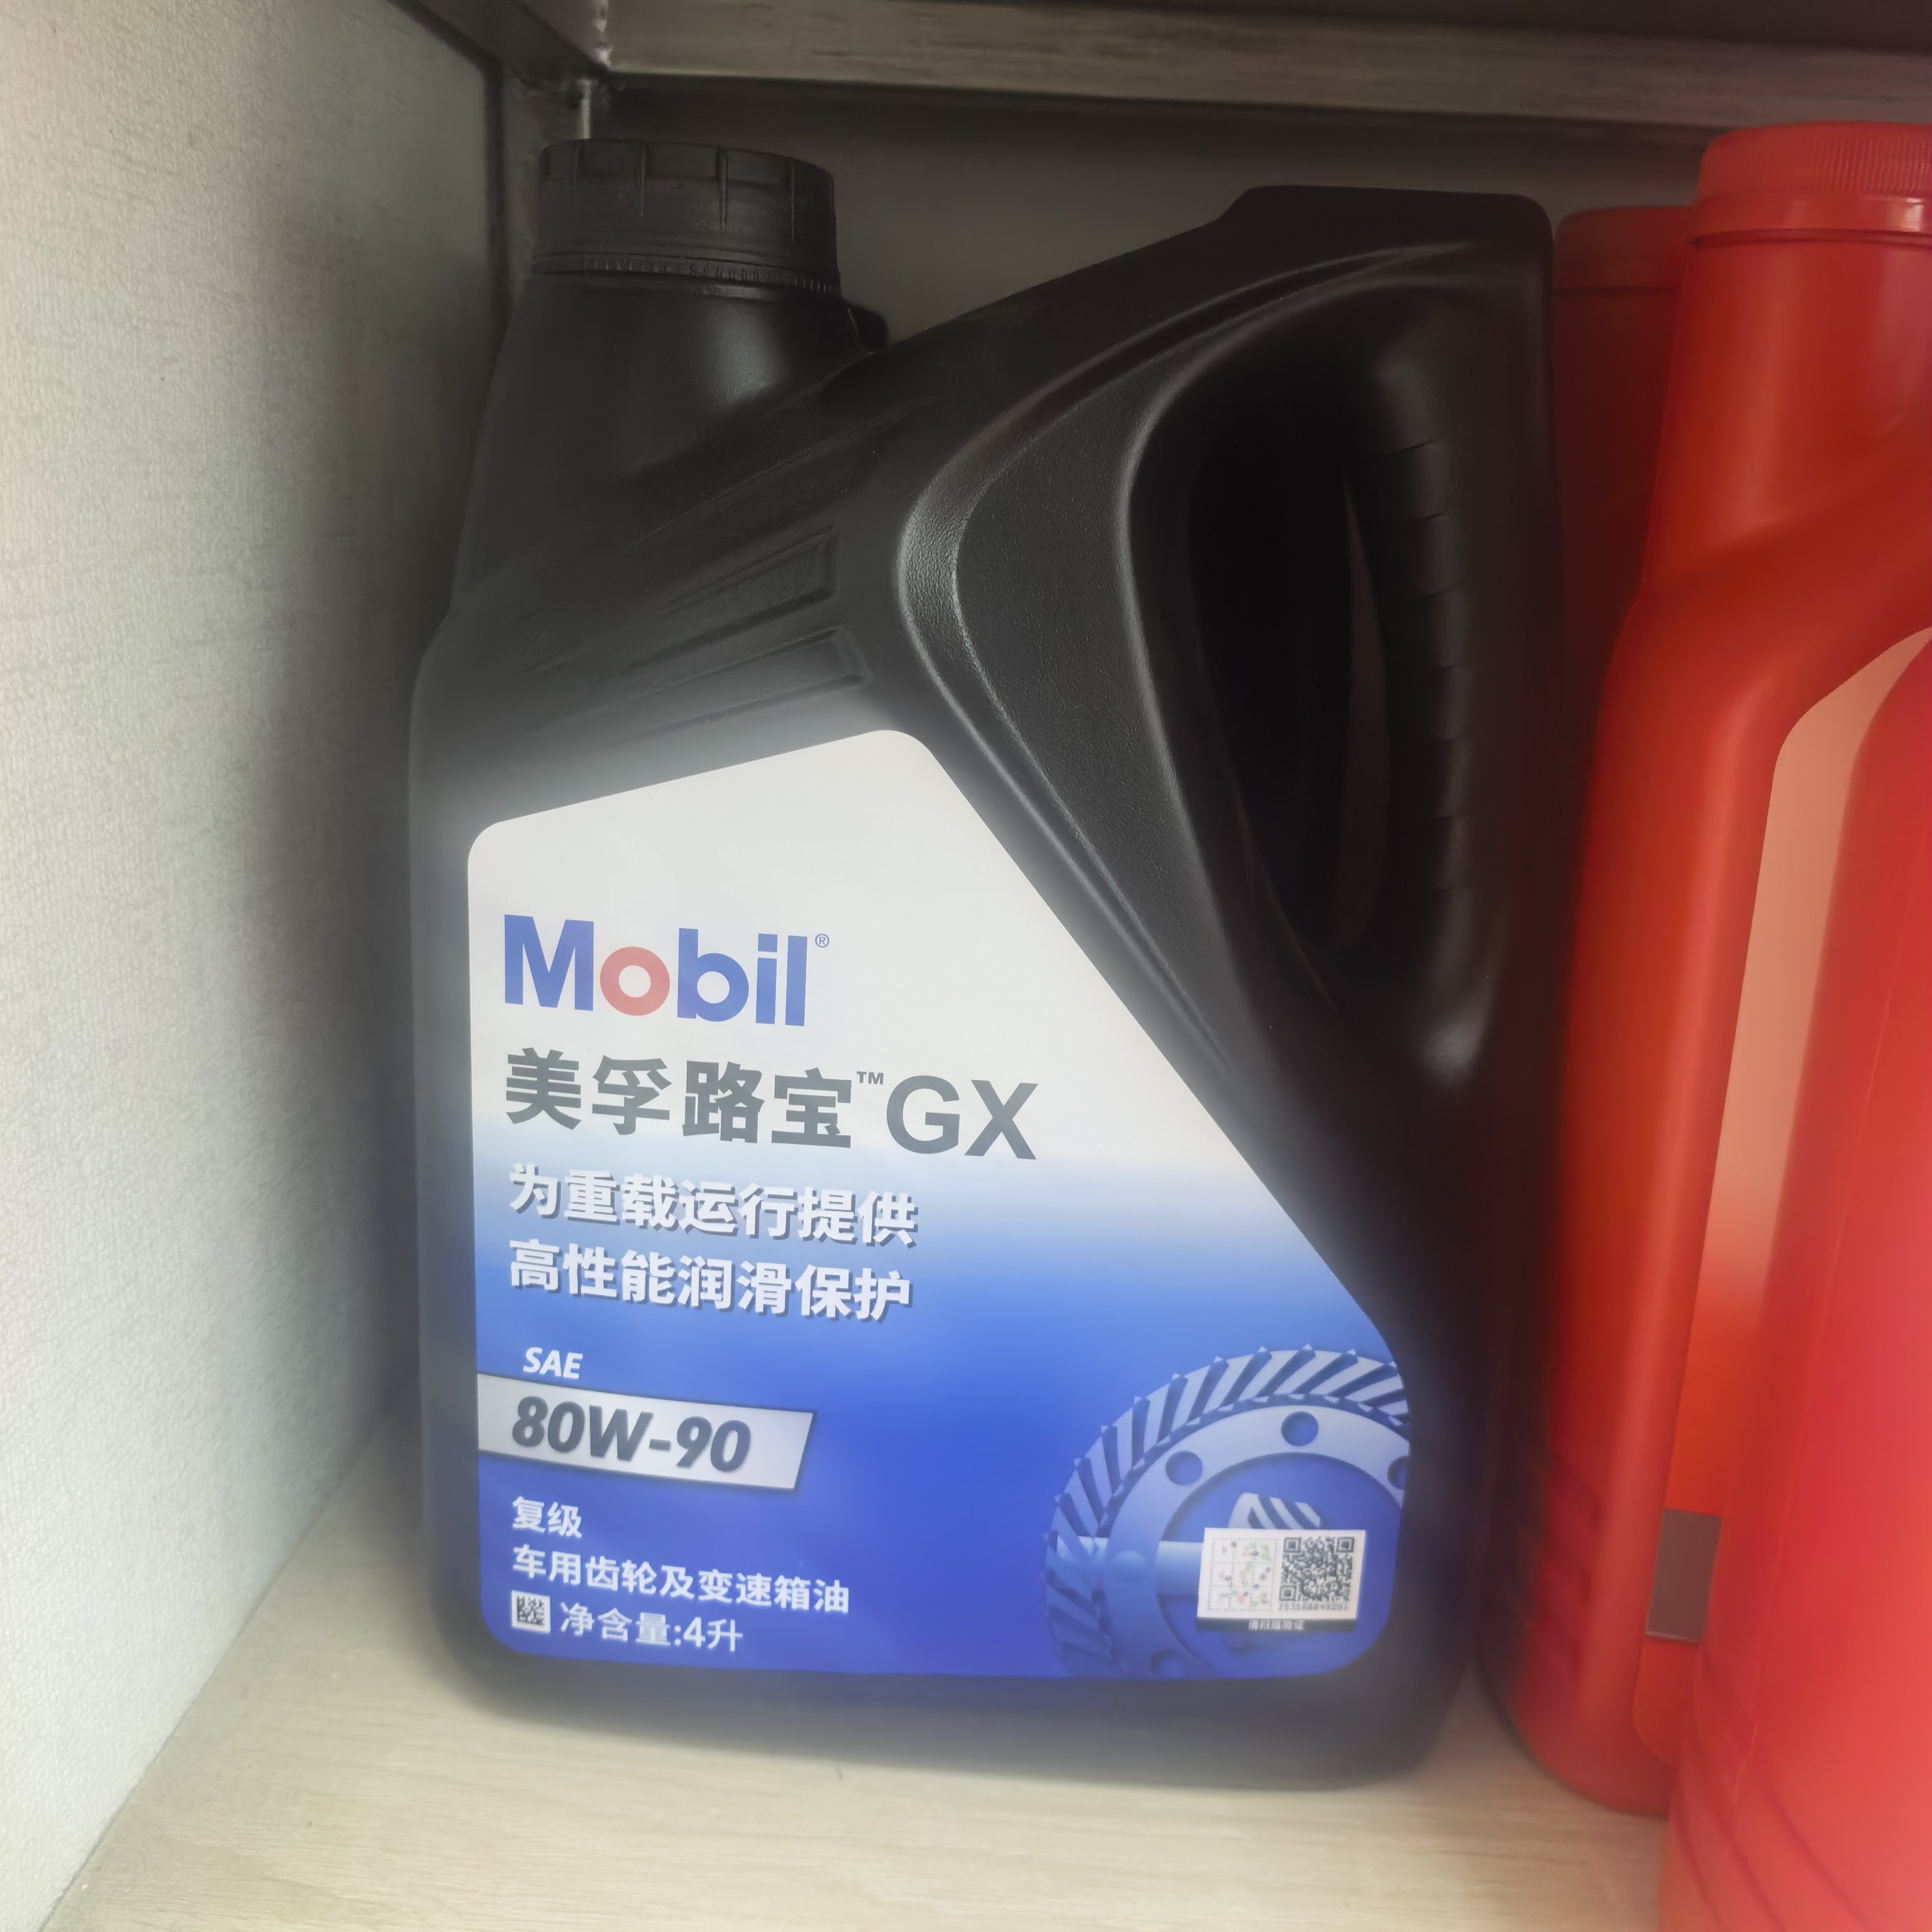 Mobil®
美孚路宝™GX
为重载运行提供
高性能润滑保护
SAE
80W-90
复级
车用齿轮及变速箱油
净含量:4升